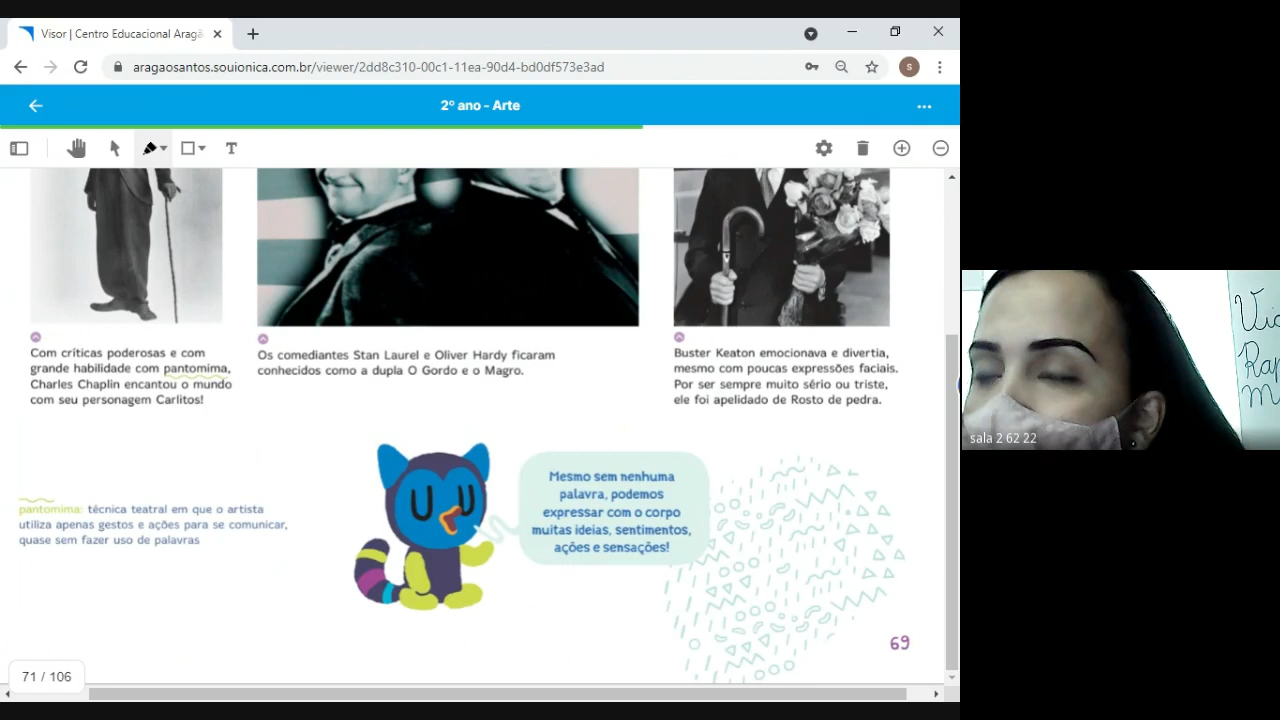 Visor | Centro Educacional Aragã
aragaosantos.souionica.com.br/viewer/2dd8c310-00c1-11ea-90d4-bd0df573e3ad
s
2º ano - Arte
T
Com críticas poderosas e com
grande habilidade com pantomima,
Charles Chaplin encantou o mundo
com seu personagem Carlitos!
Os comediantes Stan Laurel e Oliver Hardy ficaram
conhecidos como a dupla O Gordo e o Magro.
Buster Keaton emocionava e divertia,
mesmo com poucas expressões faciais.
Por ser sempre muito sério ou triste,
ele foi apelidado de Rosto de pedra.
pantomima: técnica teatral em que o artista
utiliza apenas gestos e ações para se comunicar,
quase sem fazer uso de palavras
Mesmo sem nenhuma
palavra, podemos
expressar com o corpo
muitas ideias, sentimentos,
ações e sensações!
69
71 / 106
sala 2 62 22